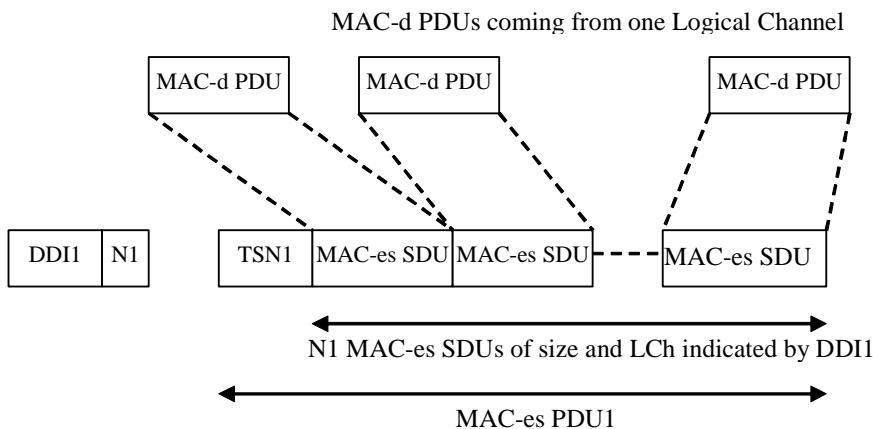 MAC-d PDUs coming from one Logical Channel
MAC-d PDU MAC-d PDU MAC-d PDU
DDI1 N1 TSN1 MAC-es SDU MAC-es SDU MAC-es SDU
N1 MAC-es SDUs of size and LCh indicated by DDI1
MAC-es PDU1